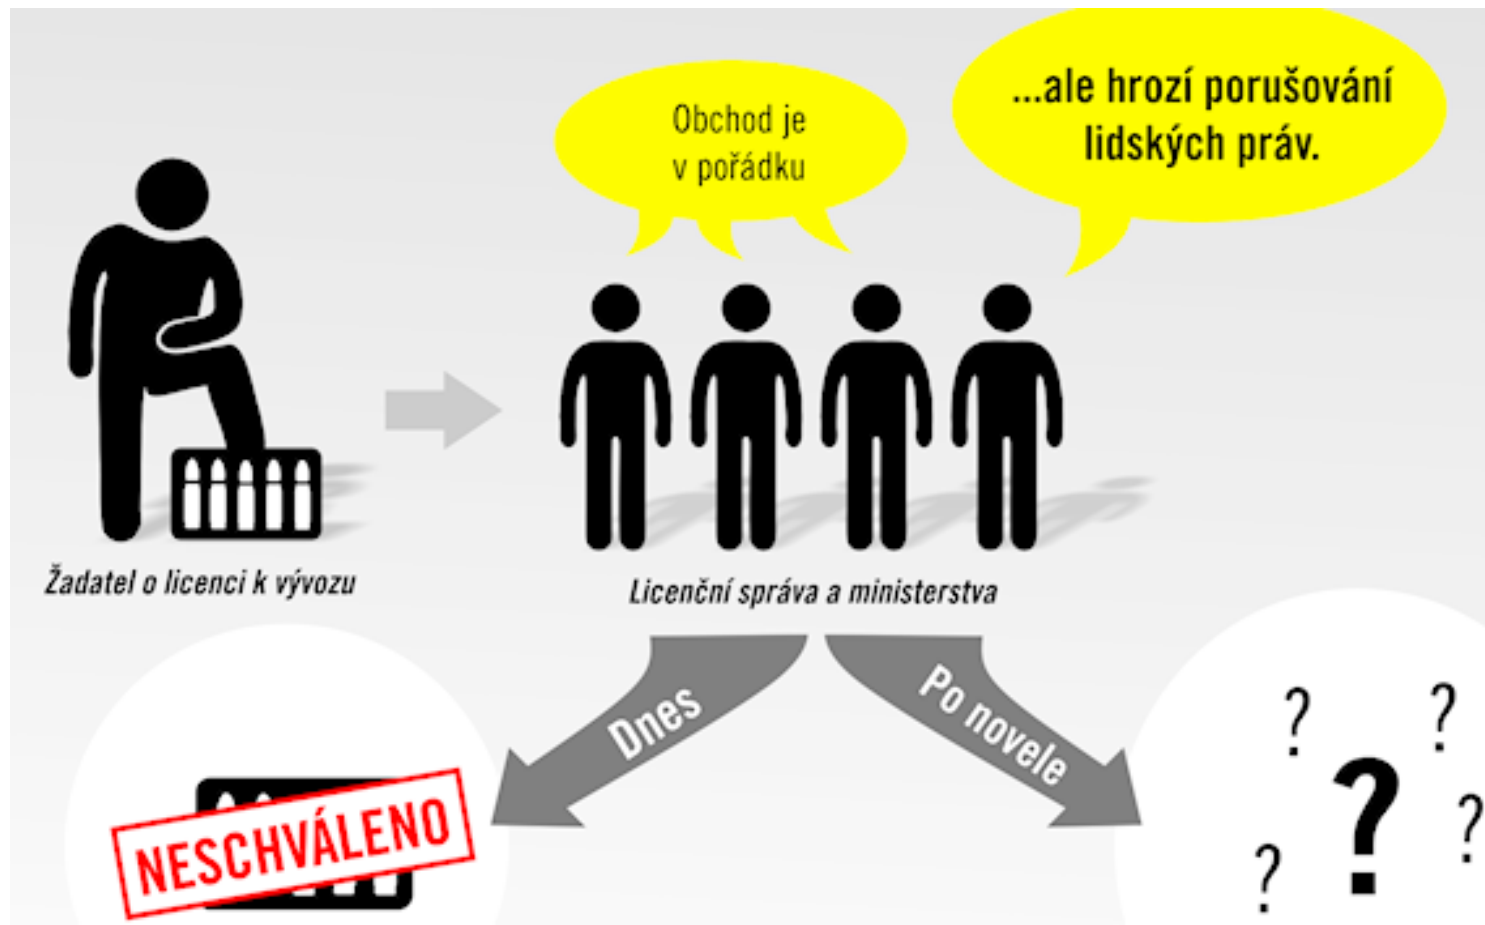 Obchod je
v pořádku
...ale hrozí porušování
lidských práv.
Žadatel o licenci k vývozu
Licenční správa a ministerstva
Dnes
Po novele
NESCHVÁLENO
?
?
?
?
?